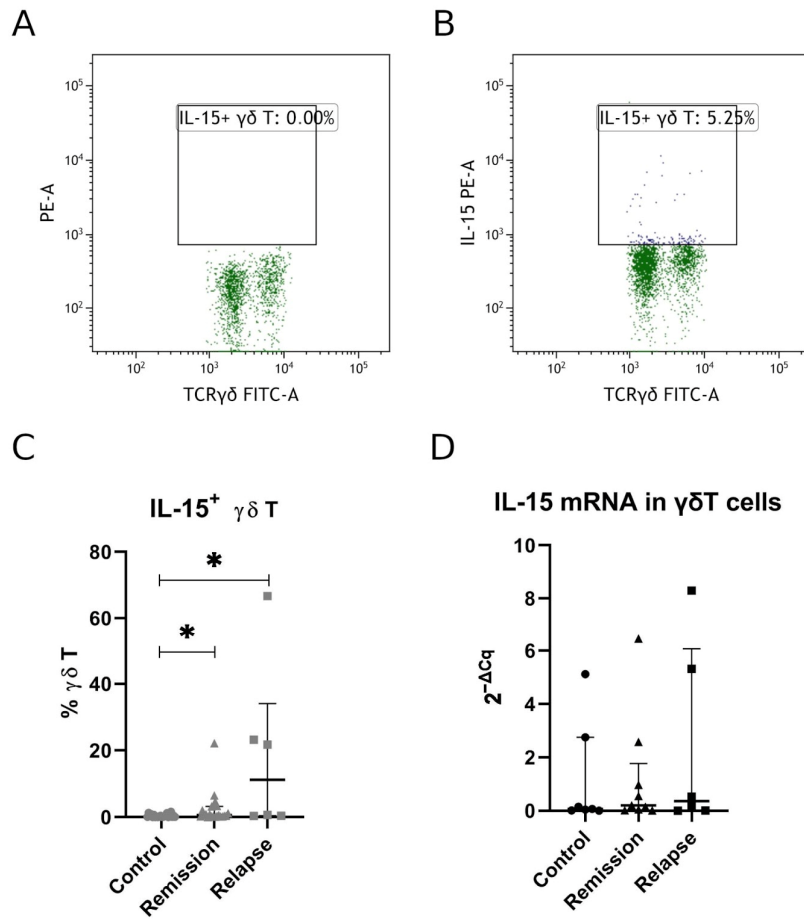 A
IL-15+ γδ T: 0.00%
PE-A
10⁵
10⁴
10³
10²
10² 10³ 10⁴ 10⁵
TCRγδ FITC-A
B
IL-15+ γδ T: 5.25%
IL-15 PE-A
10⁵
10⁴
10³
10²
10² 10³ 10⁴ 10⁵
TCRγδ FITC-A
C
IL-15⁺ γδ T
% γδ T
80
60
40
20
0
*
*
Control
Remission
Relapse
D
IL-15 mRNA in γδT cells
2^−ΔCq
10
8
6
4
2
0
Control
Remission
Relapse